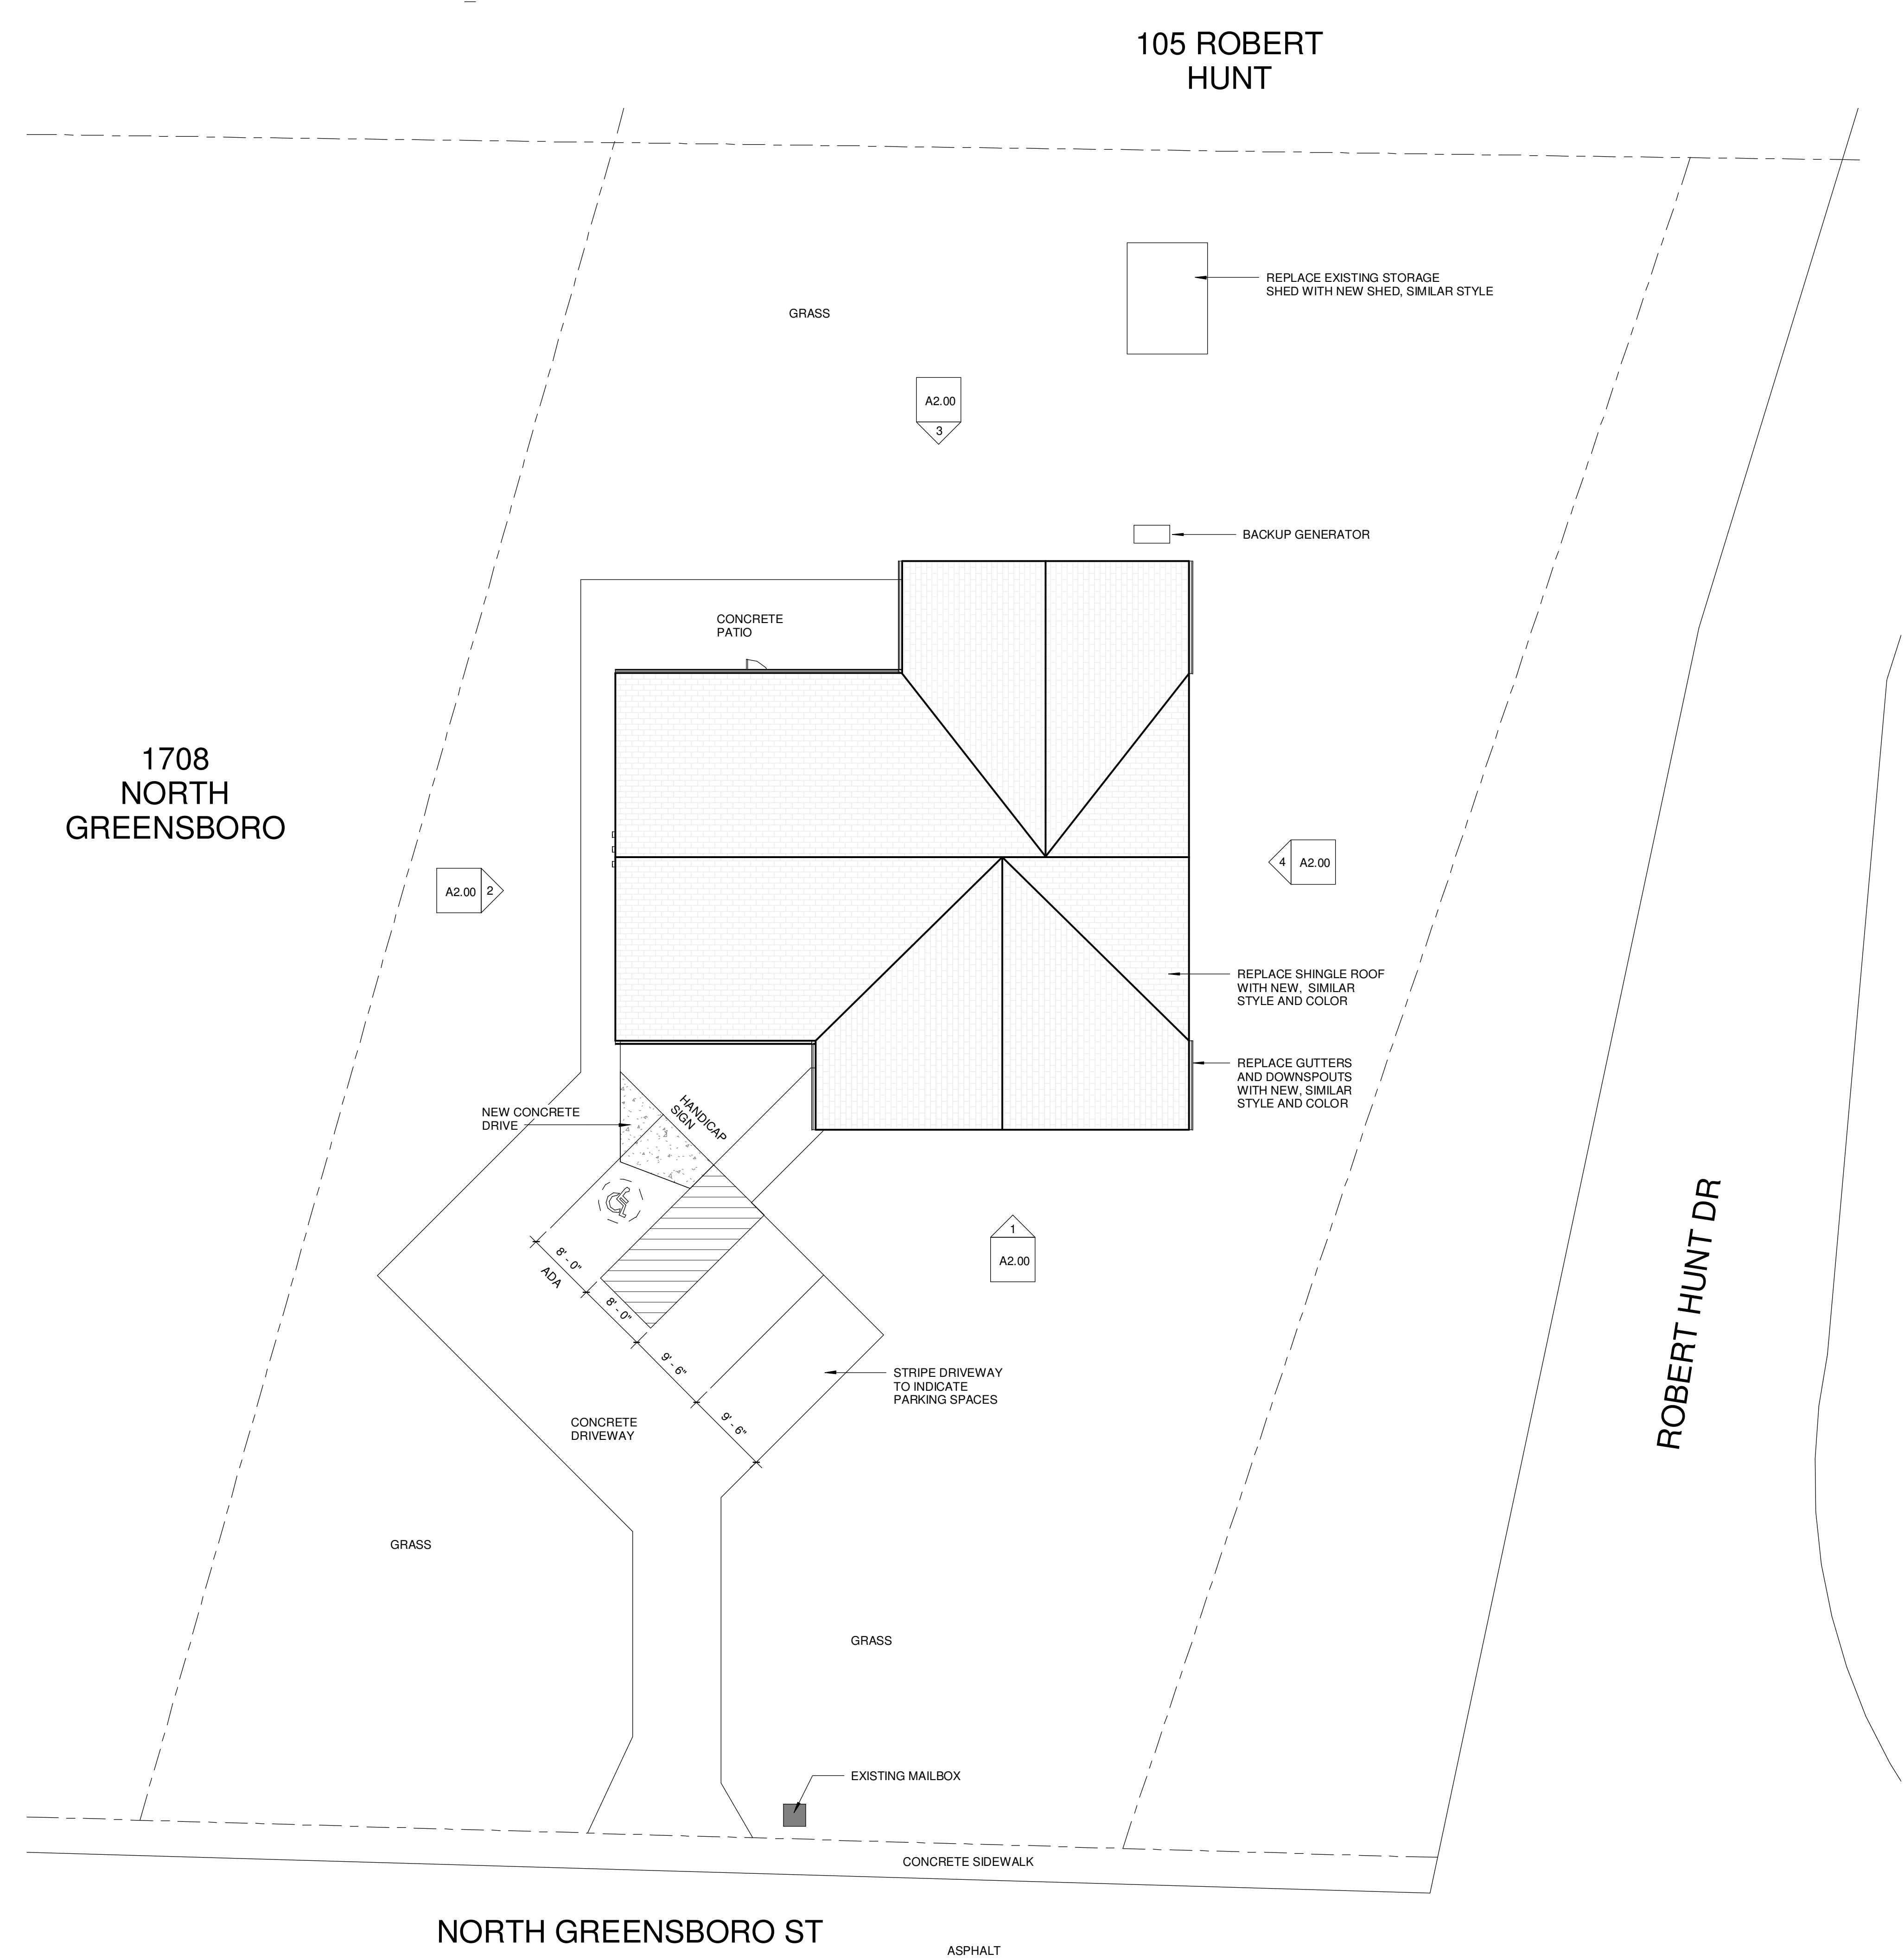 105 ROBERT
HUNT
REPLACE EXISTING STORAGE
SHED WITH NEW SHED, SIMILAR STYLE
GRASS
A2.00
3
BACKUP GENERATOR
CONCRETE
PATIO
1708
NORTH
GREENSBORO
A2.00
2
4
A2.00
REPLACE SHINGLE ROOF
WITH NEW, SIMILAR
STYLE AND COLOR
REPLACE GUTTERS
AND DOWNSPOUTS
WITH NEW, SIMILAR
STYLE AND COLOR
NEW CONCRETE
DRIVE
HANDICAP
SIGN
1
A2.00
8' - 0"
ADA
8' - 0"
9' - 6"
9' - 6"
STRIPE DRIVEWAY
TO INDICATE
PARKING SPACES
CONCRETE
DRIVEWAY
ROBERT HUNT DR
GRASS
GRASS
EXISTING MAILBOX
CONCRETE SIDEWALK
NORTH GREENSBORO ST
ASPHALT